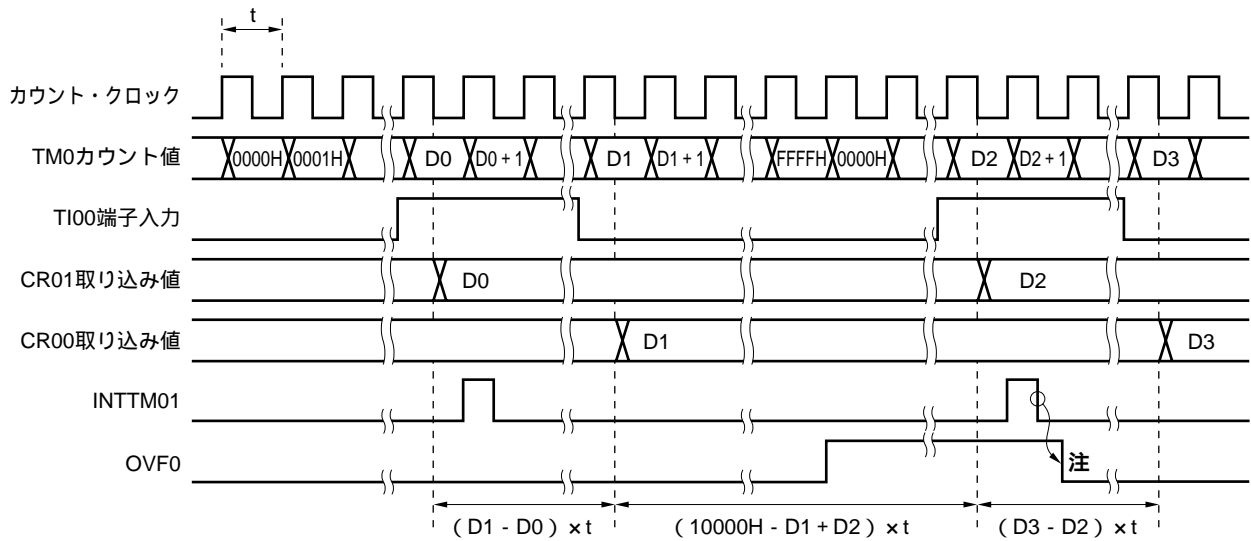 t
カウント・クロック
TM0カウント値 0000H 0001H D0 D0 + 1 D1 D1 + 1 FFFFH 0000H D2 D2 + 1 D3
TI00端子入力
CR01取り込み値 D0 D2
CR00取り込み値 D1 D3
INTTM01
OVF0 注
（D1 - D0）×t （10000H - D1 + D2）×t （D3 - D2）×t